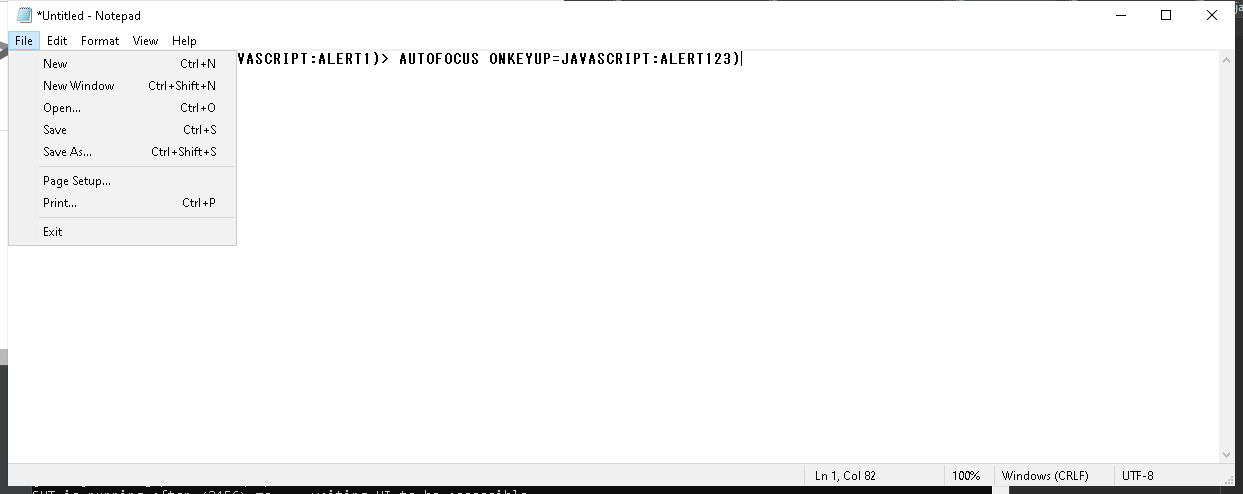 *Untitled - Notepad
File Edit Format View Help
VASCRIPT:ALERT1)> AUTOFOCUS ONKEYUP=JAVASCRIPT:ALERT123)
New Ctrl+N
New Window Ctrl+Shift+N
Open... Ctrl+O
Save Ctrl+S
Save As... Ctrl+Shift+S
Page Setup...
Print... Ctrl+P
Exit
Ln 1, Col 82 100% Windows (CRLF) UTF-8